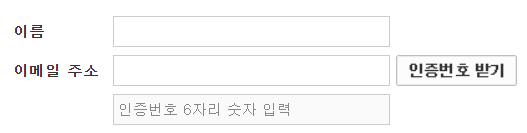 이름
이메일 주소 인증번호 받기
인증번호 6자리 숫자 입력